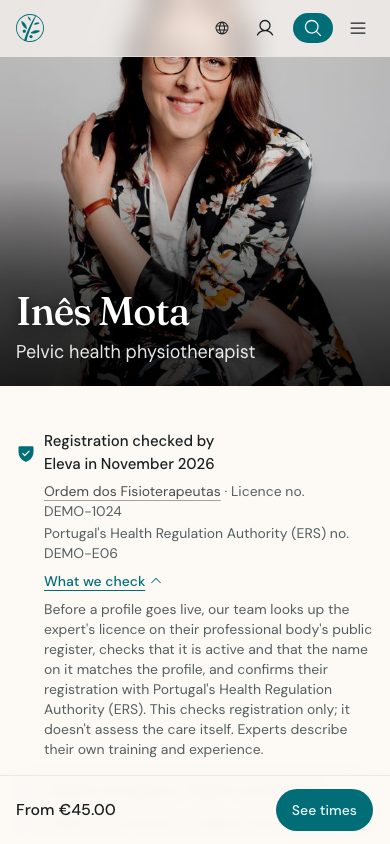 Inês Mota
Pelvic health physiotherapist
Registration checked by
Eleva in November 2026
Ordem dos Fisioterapeutas · Licence no.
DEMO-1024
Portugal's Health Regulation Authority (ERS) no.
DEMO-E06
What we check
Before a profile goes live, our team looks up the
expert's licence on their professional body's public
register, checks that it is active and that the name
on it matches the profile, and confirms their
registration with Portugal's Health Regulation
Authority (ERS). This checks registration only; it
doesn't assess the care itself. Experts describe
their own training and experience.
From €45.00
See times